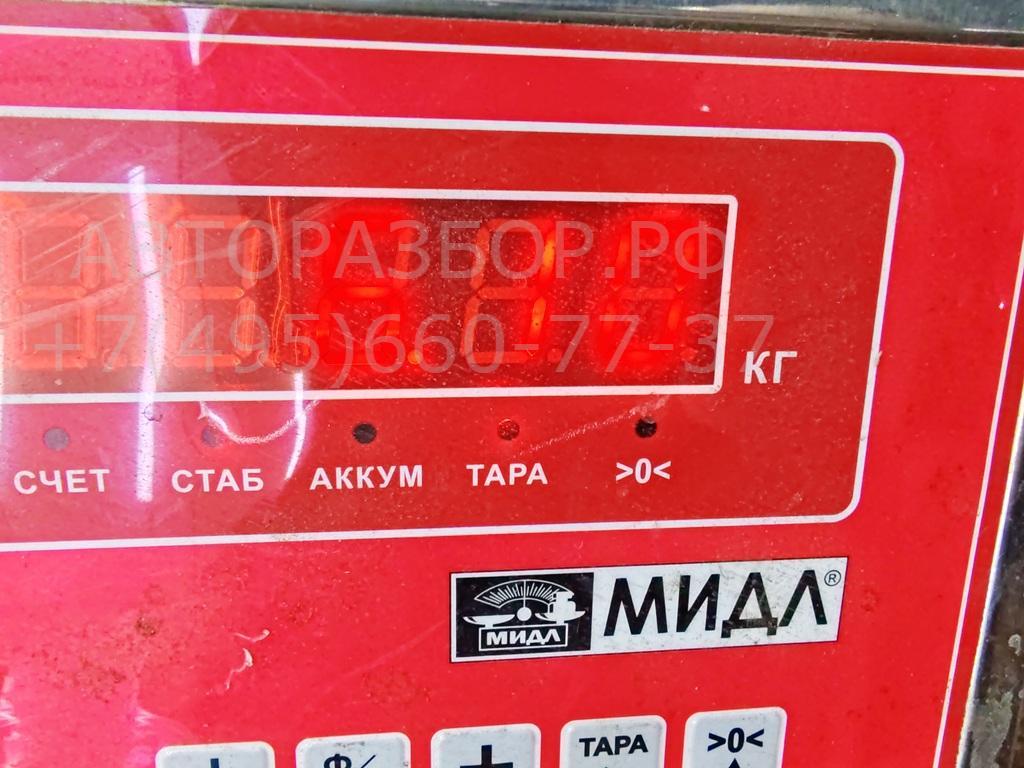 АВТОРАЗБОР.РФ
+7(495)660-77-37
КГ
СЧЕТ СТАБ АККУМ ТАРА >0<
МИДЛ МИДЛ®
ТАРА >0<